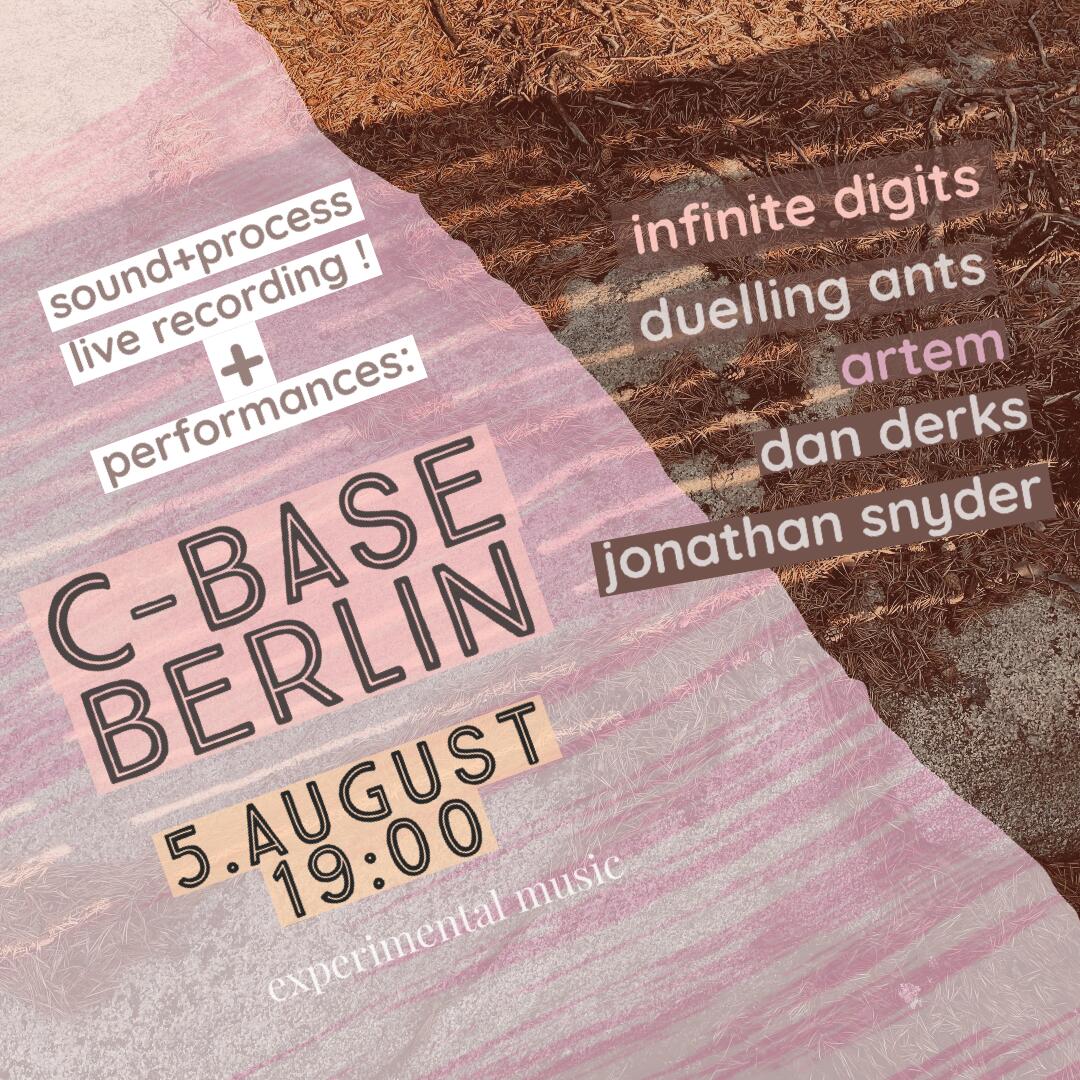 sound+process
live recording !
+
performances:
C-BASE
BERLIN
5.AUGUST
19:00
experimental music
infinite digits
duelling ants
artem
dan derks
jonathan snyder